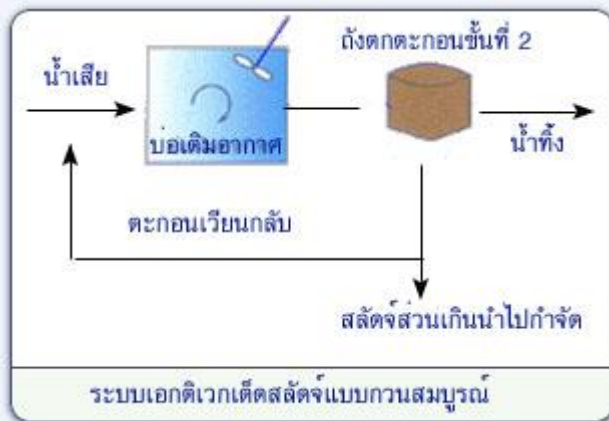 ถังตกตะกอนขั้นที่ 2
น้ำเสีย
บ่อเติมอากาศ
น้ำทิ้ง
ตะกอนเวียนกลับ
สลัดจ์ส่วนเกินนำไปกำจัด
ระบบเอกติเวกเต็ดสลัดจ์แบบกวนสมบูรณ์